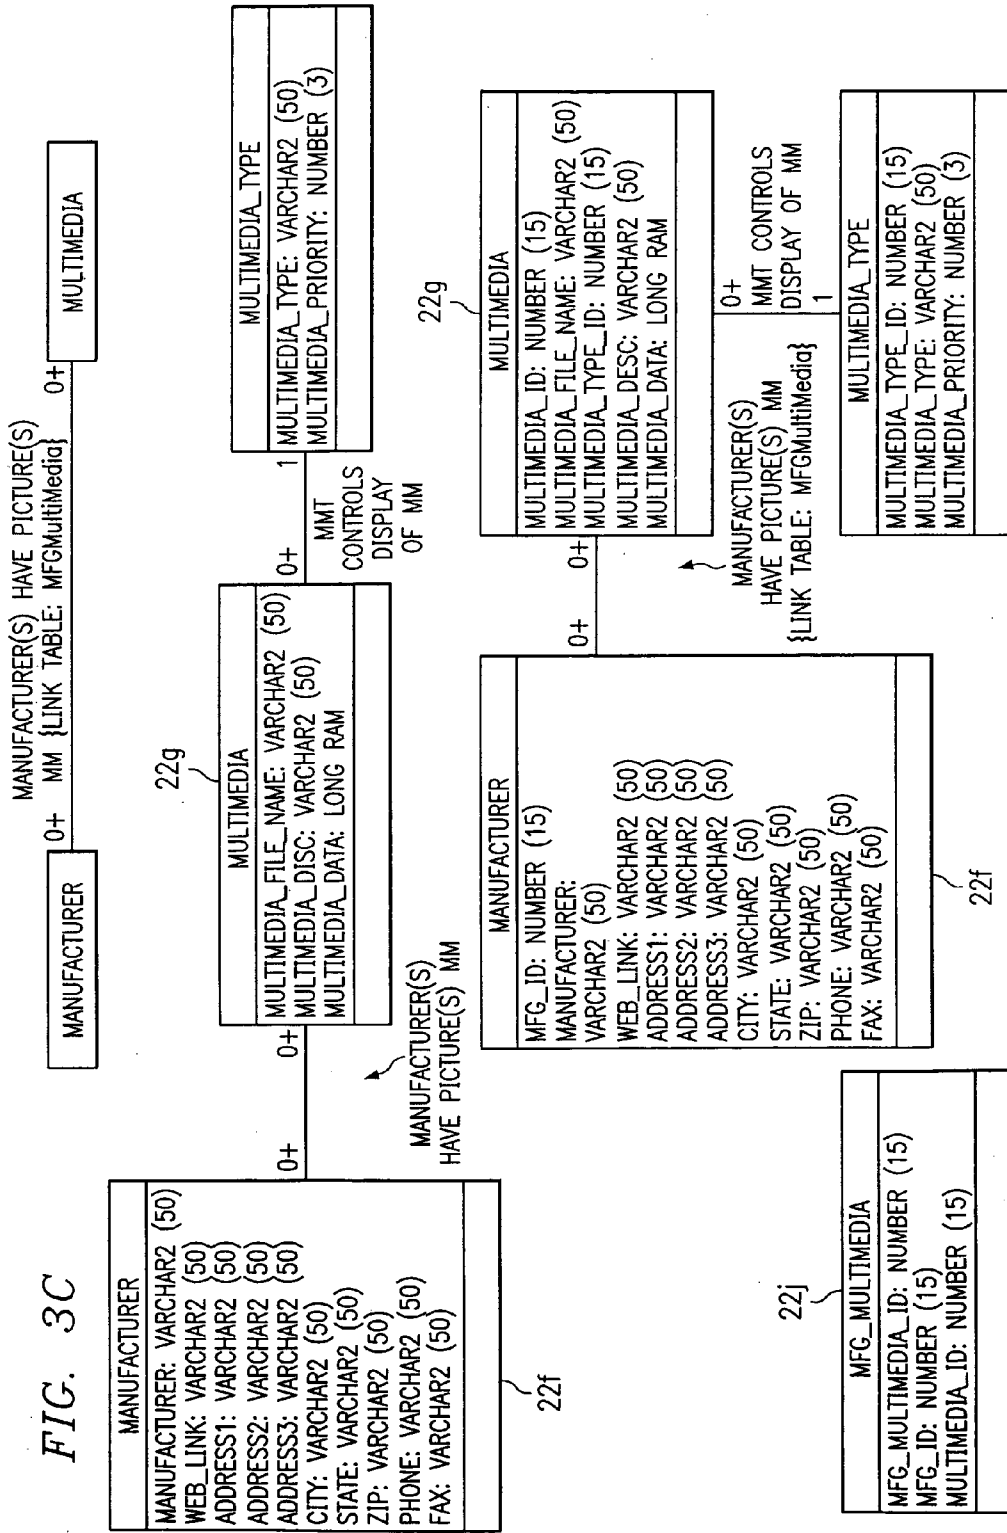 FIG. 3C
MANUFACTURER(S) HAVE PICTURE(S)
MM {LINK TABLE: MFGMultiMedia}
MANUFACTURER
0+
0+
MULTIMEDIA
MANUFACTURER
MANUFACTURER: VARCHAR2 (50)
WEB_LINK: VARCHAR2 (50)
ADDRESS1: VARCHAR2 (50)
ADDRESS2: VARCHAR2 (50)
ADDRESS3: VARCHAR2 (50)
CITY: VARCHAR2 (50)
STATE: VARCHAR2 (50)
ZIP: VARCHAR2 (50)
PHONE: VARCHAR2 (50)
FAX: VARCHAR2 (50)
22f
0+
0+
MANUFACTURER(S)
HAVE PICTURE(S) MM
22g
MULTIMEDIA
MULTIMEDIA_FILE_NAME: VARCHAR2 (50)
MULTIMEDIA_DISC: VARCHAR2 (50)
MULTIMEDIA_DATA: LONG RAM
0+
1
MMT
CONTROLS
DISPLAY
OF MM
MULTIMEDIA_TYPE
MULTIMEDIA_TYPE: VARCHAR2 (50)
MULTIMEDIA_PRIORITY: NUMBER (3)
22j
MFG_MULTIMEDIA
MFG_MULTIMEDIA_ID: NUMBER (15)
MFG_ID: NUMBER (15)
MULTIMEDIA_ID: NUMBER (15)
MANUFACTURER
MFG_ID: NUMBER (15)
MANUFACTURER:
VARCHAR2 (50)
WEB_LINK: VARCHAR2 (50)
ADDRESS1: VARCHAR2 (50)
ADDRESS2: VARCHAR2 (50)
ADDRESS3: VARCHAR2 (50)
CITY: VARCHAR2 (50)
STATE: VARCHAR2 (50)
ZIP: VARCHAR2 (50)
PHONE: VARCHAR2 (50)
FAX: VARCHAR2 (50)
22f
0+
0+
MANUFACTURER(S)
HAVE PICTURE(S) MM
{LINK TABLE: MFGMultiMedia}
22g
MULTIMEDIA
MULTIMEDIA_ID: NUMBER (15)
MULTIMEDIA_FILE_NAME: VARCHAR2 (50)
MULTIMEDIA_TYPE_ID: NUMBER (15)
MULTIMEDIA_DESC: VARCHAR2 (50)
MULTIMEDIA_DATA: LONG RAM
0+
MMT CONTROLS
DISPLAY OF MM
1
MULTIMEDIA_TYPE
MULTIMEDIA_TYPE_ID: NUMBER (15)
MULTIMEDIA_TYPE: VARCHAR2 (50)
MULTIMEDIA_PRIORITY: NUMBER (3)